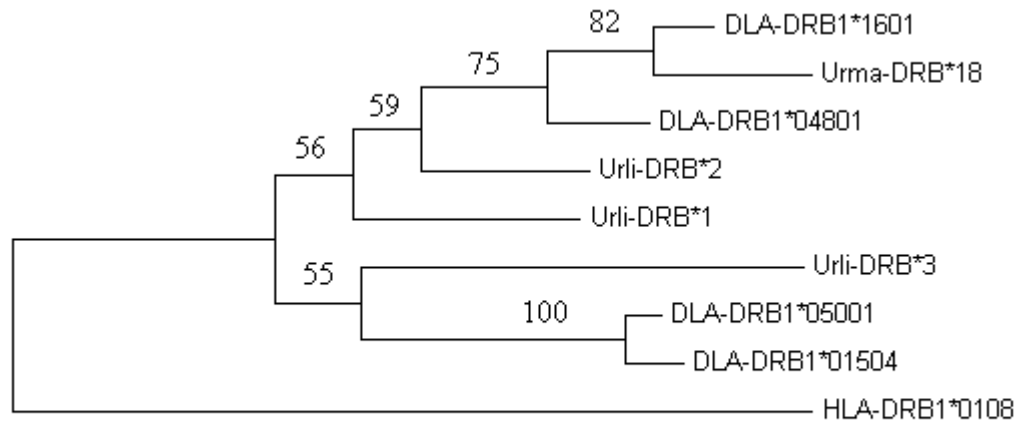 82
DLA-DRB1*1601
Urma-DRB*18
75
59
DLA-DRB1*04801
56
Urli-DRB*2
Urli-DRB*1
55
Urli-DRB*3
100
DLA-DRB1*05001
DLA-DRB1*01504
HLA-DRB1*0108